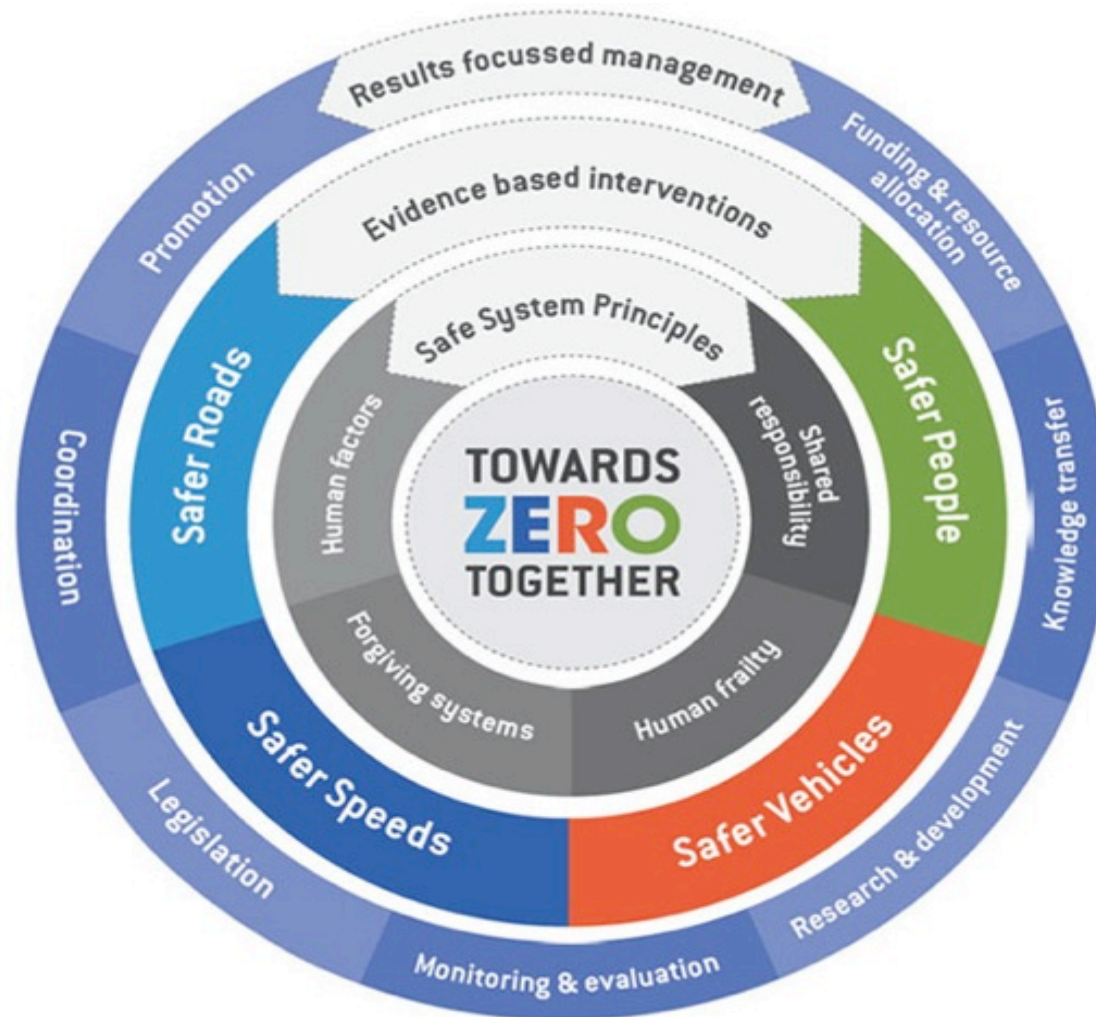 Results focussed management
Funding & resource
allocation
Knowledge transfer
Research & development
Monitoring & evaluation
Legislation
Coordination
Promotion
Evidence based interventions
Safer People
Safer Vehicles
Safer Speeds
Safer Roads
Safe System Principles
Shared
responsibility
Human frailty
Forgiving systems
Human factors
TOWARDS
ZERO
TOGETHER